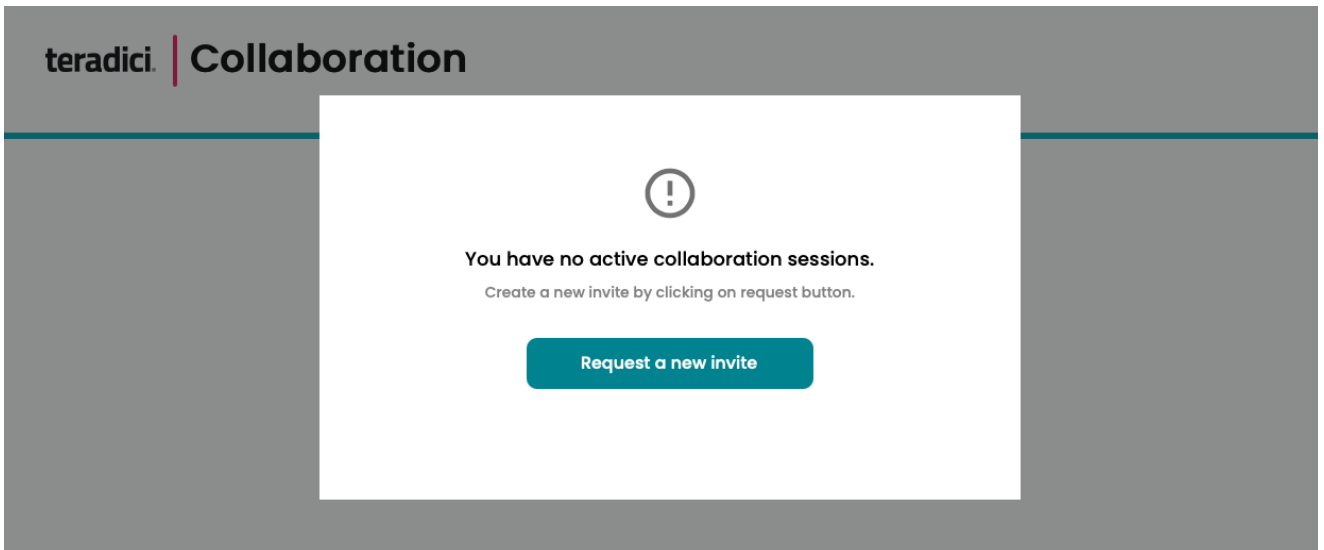 teradici. Collaboration
You have no active collaboration sessions.
Create a new invite by clicking on request button.
Request a new invite